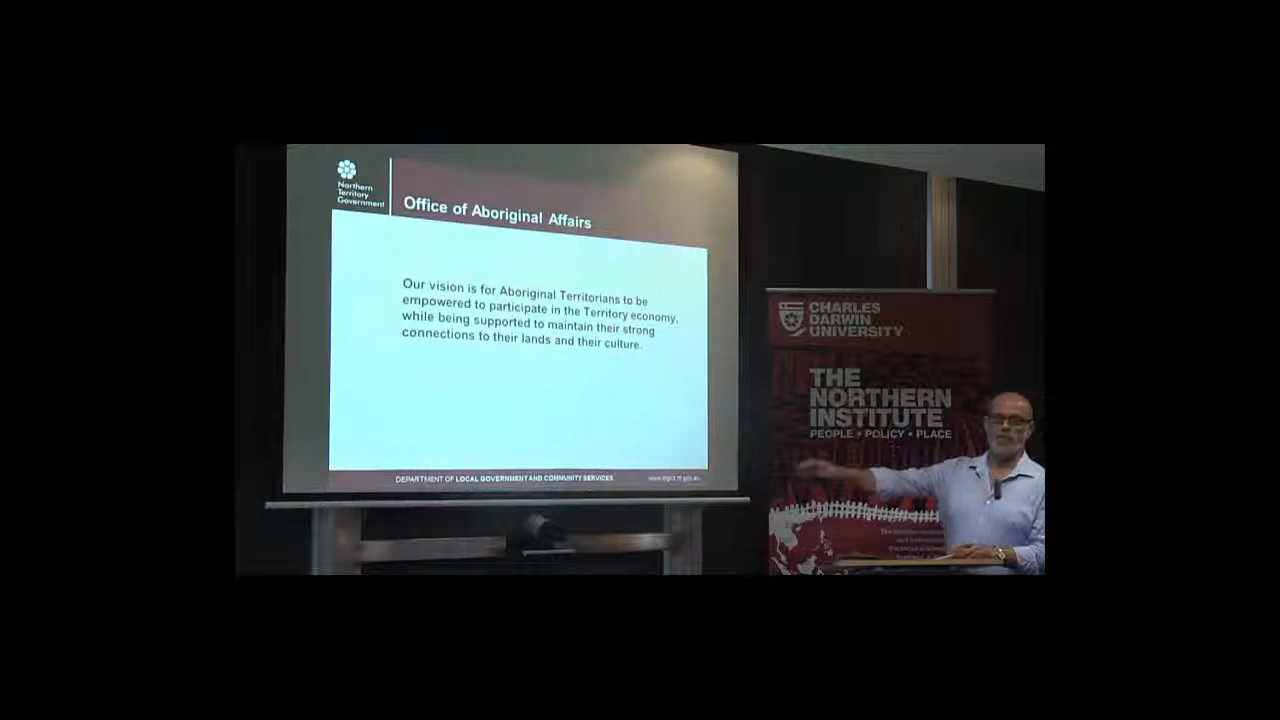 Northern
Territory
Government
Office of Aboriginal Affairs
Our vision is for Aboriginal Territorians to be
empowered to participate in the Territory economy,
while being supported to maintain their strong
connections to their lands and their culture.
DEPARTMENT OF LOCAL GOVERNMENT AND COMMUNITY SERVICES
CHARLES
DARWIN
UNIVERSITY
THE
NORTHERN
INSTITUTE
PEOPLE • POLICY • PLACE